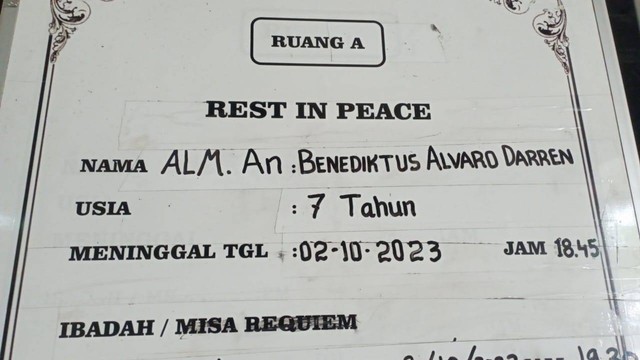 RUANG A
REST IN PEACE
NAMA ALM. An : BENEDIKTUS ALVARO DARREN
USIA : 7 Tahun
MENINGGAL TGL : 02-10-2023 JAM 18.45
IBADAH / MISA REQUIEM